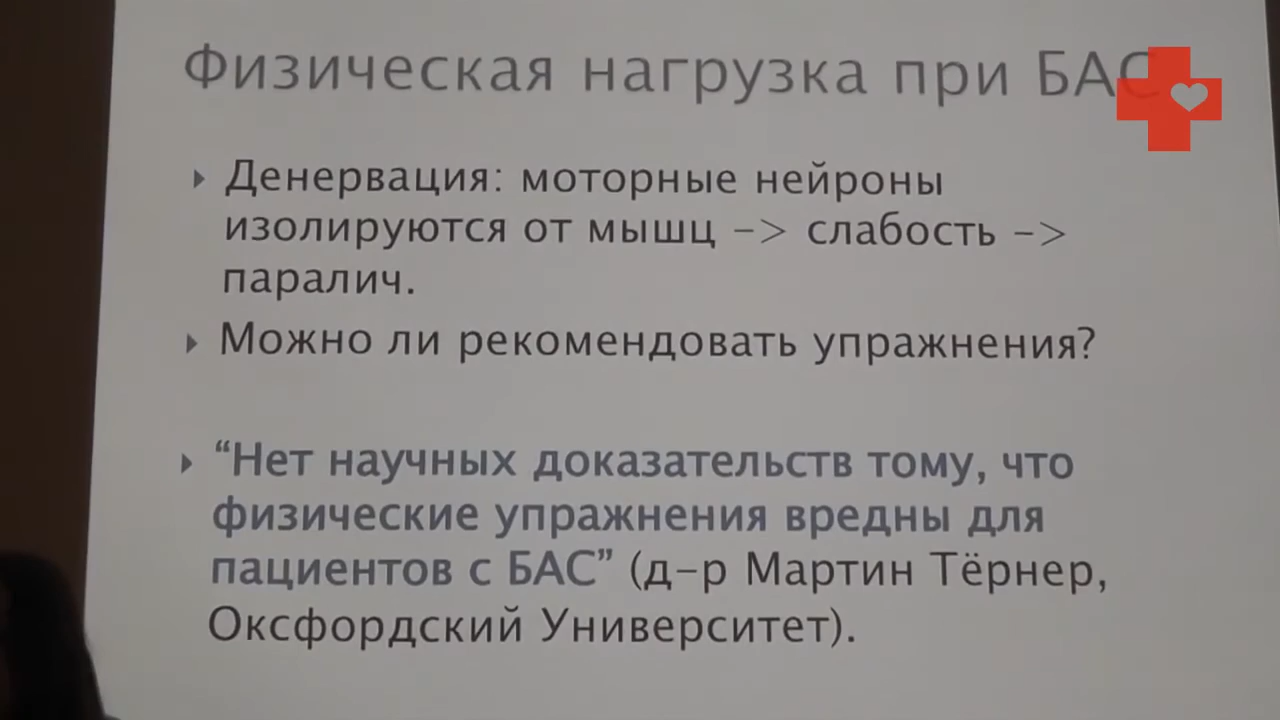 Физическая нагрузка при БАС
Денервация: моторные нейроны
изолируются от мышц -> слабость ->
паралич.
Можно ли рекомендовать упражнения?
“Нет научных доказательств тому, что
физические упражнения вредны для
пациентов с БАС” (д-р Мартин Тёрнер,
Оксфордский Университет).